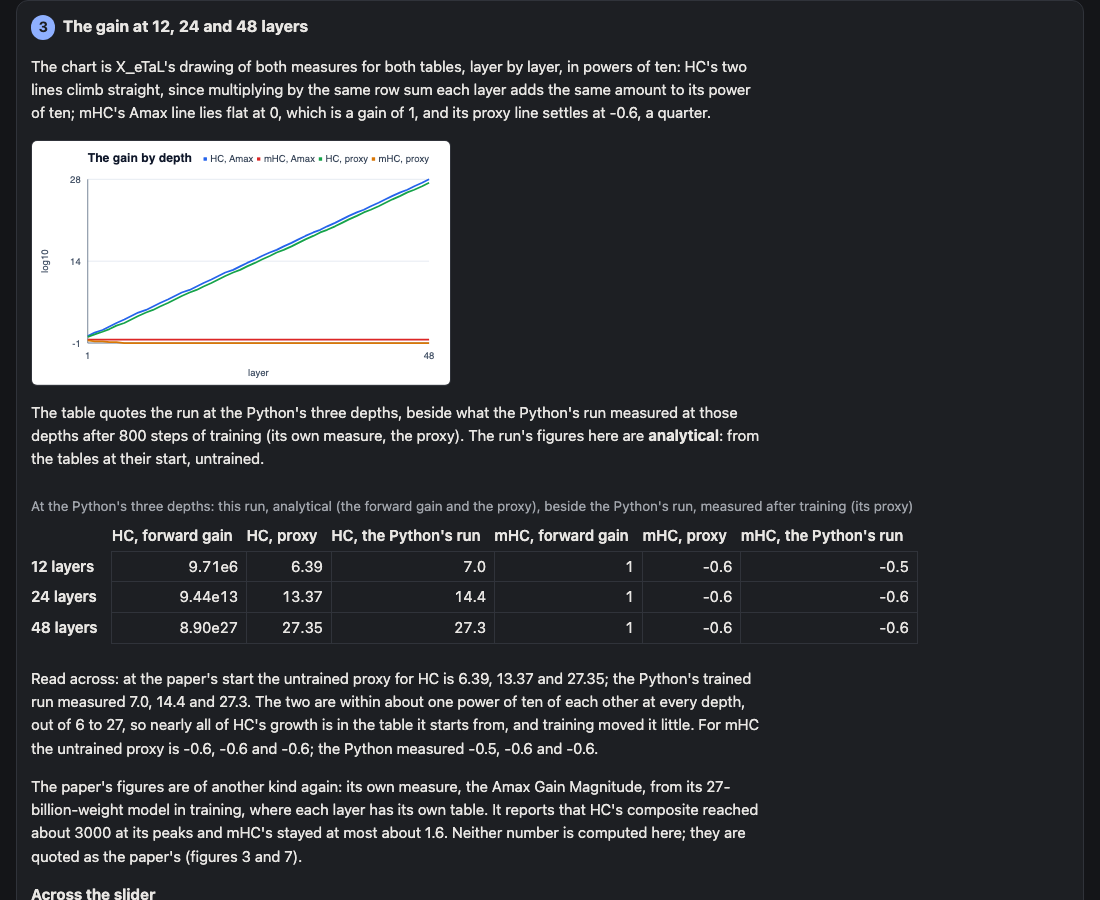 3 The gain at 12, 24 and 48 layers
The chart is X_eTaL's drawing of both measures for both tables, layer by layer, in powers of ten: HC's two
lines climb straight, since multiplying by the same row sum each layer adds the same amount to its power
of ten; mHC's Amax line lies flat at 0, which is a gain of 1, and its proxy line settles at -0.6, a quarter.
The gain by depth HC, Amax mHC, Amax HC, proxy mHC, proxy
28
log10
14
-1
1 48
layer
The table quotes the run at the Python's three depths, beside what the Python's run measured at those
depths after 800 steps of training (its own measure, the proxy). The run's figures here are analytical: from
the tables at their start, untrained.
At the Python's three depths: this run, analytical (the forward gain and the proxy), beside the Python's run, measured after training (its proxy)
HC, forward gain HC, proxy HC, the Python's run mHC, forward gain mHC, proxy mHC, the Python's run
12 layers 9.71e6 6.39 7.0 1 -0.6 -0.5
24 layers 9.44e13 13.37 14.4 1 -0.6 -0.6
48 layers 8.90e27 27.35 27.3 1 -0.6 -0.6
Read across: at the paper's start the untrained proxy for HC is 6.39, 13.37 and 27.35; the Python's trained
run measured 7.0, 14.4 and 27.3. The two are within about one power of ten of each other at every depth,
out of 6 to 27, so nearly all of HC's growth is in the table it starts from, and training moved it little. For mHC
the untrained proxy is -0.6, -0.6 and -0.6; the Python measured -0.5, -0.6 and -0.6.
The paper's figures are of another kind again: its own measure, the Amax Gain Magnitude, from its 27-
billion-weight model in training, where each layer has its own table. It reports that HC's composite reached
about 3000 at its peaks and mHC's stayed at most about 1.6. Neither number is computed here; they are
quoted as the paper's (figures 3 and 7).
Across the slider